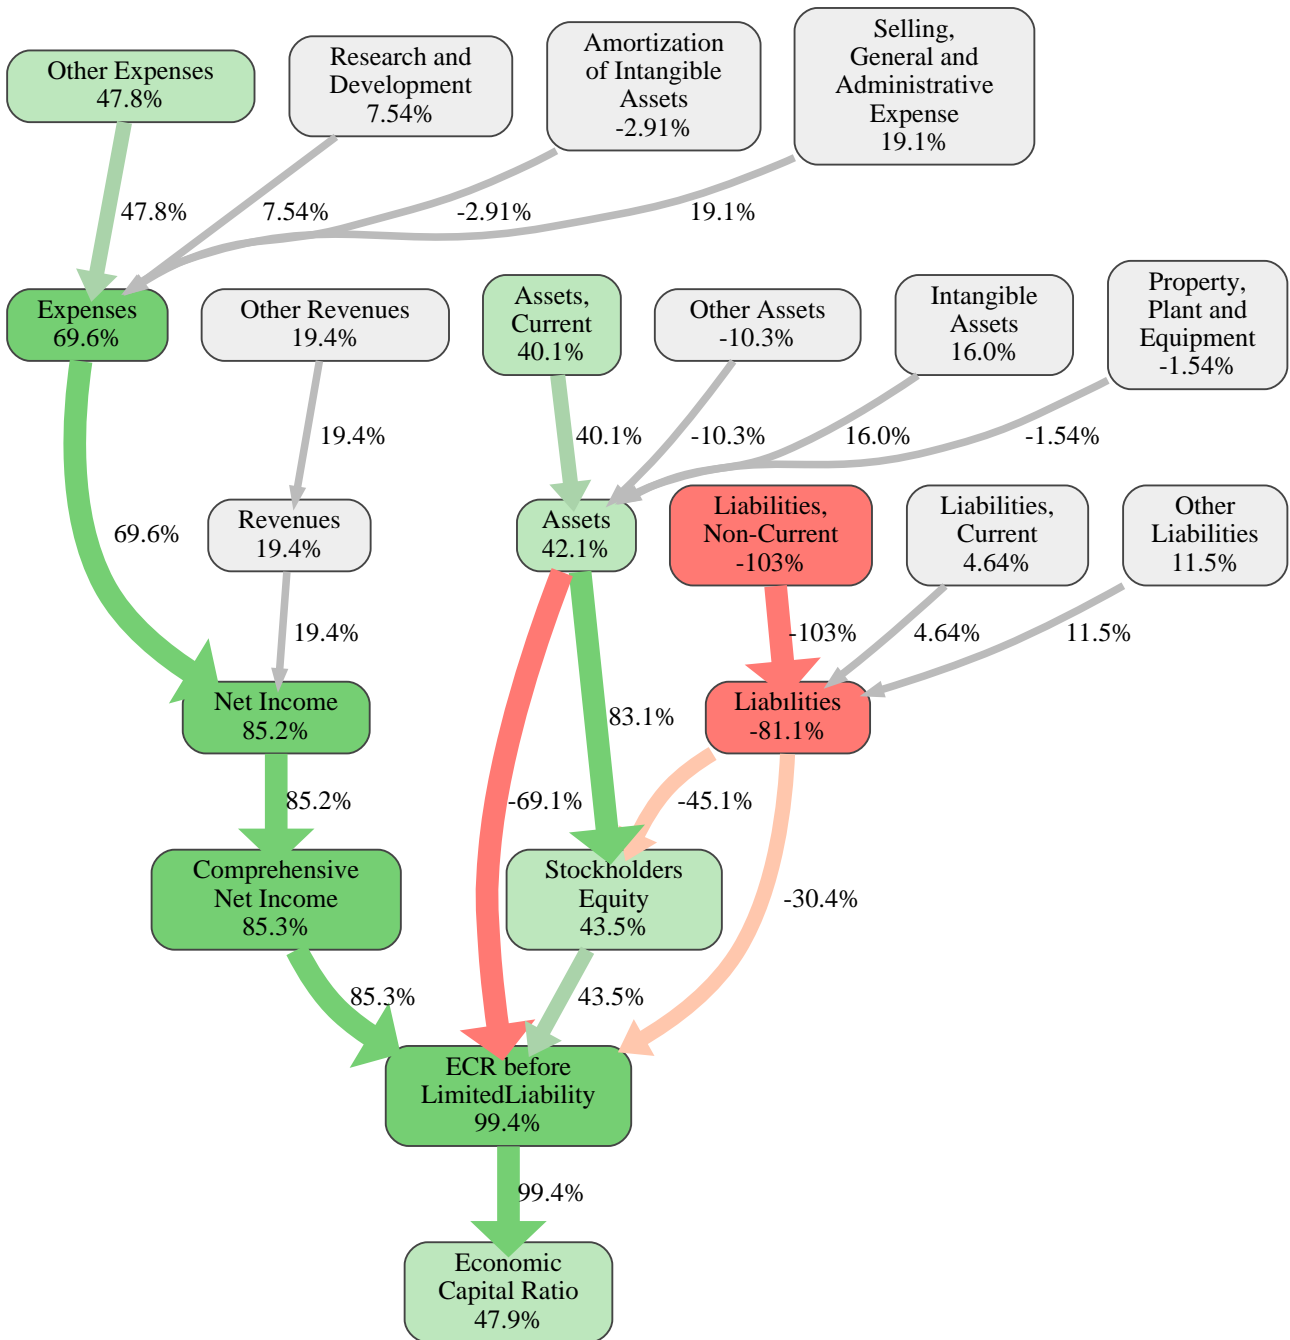 Other Expenses
47.8%
Research and
Development
7.54%
Amortization
of Intangible
Assets
-2.91%
Selling,
General and
Administrative
Expense
19.1%
47.8%
7.54%
-2.91%
19.1%
Expenses
69.6%
Other Revenues
19.4%
Assets,
Current
40.1%
Other Assets
-10.3%
Intangible
Assets
16.0%
Property,
Plant and
Equipment
-1.54%
19.4%
40.1%
-10.3%
16.0%
-1.54%
69.6%
Revenues
19.4%
Assets
42.1%
Liabilities,
Non-Current
-103%
Liabilities,
Current
4.64%
Other
Liabilities
11.5%
19.4%
-103%
4.64%
11.5%
Net Income
85.2%
83.1%
Liabilities
-81.1%
85.2%
-69.1%
-45.1%
Comprehensive
Net Income
85.3%
Stockholders
Equity
43.5%
-30.4%
85.3%
43.5%
ECR before
LimitedLiability
99.4%
99.4%
Economic
Capital Ratio
47.9%